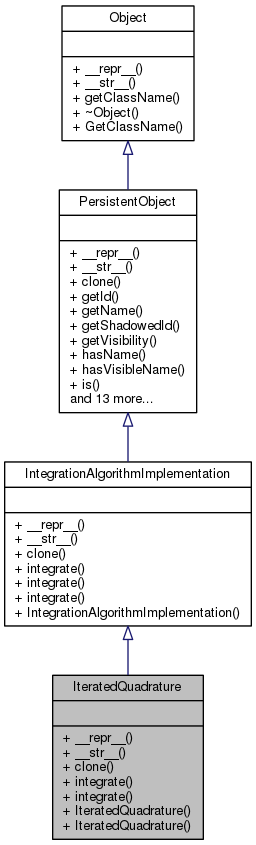 Object
+ __repr__()
+ __str__()
+ getClassName()
+ ~Object()
+ GetClassName()
PersistentObject
+ __repr__()
+ __str__()
+ clone()
+ getId()
+ getName()
+ getShadowedId()
+ getVisibility()
+ hasName()
+ hasVisibleName()
+ is()
and 13 more...
IntegrationAlgorithmImplementation
+ __repr__()
+ __str__()
+ clone()
+ integrate()
+ integrate()
+ integrate()
+ IntegrationAlgorithmImplementation()
IteratedQuadrature
+ __repr__()
+ __str__()
+ clone()
+ integrate()
+ integrate()
+ IteratedQuadrature()
+ IteratedQuadrature()